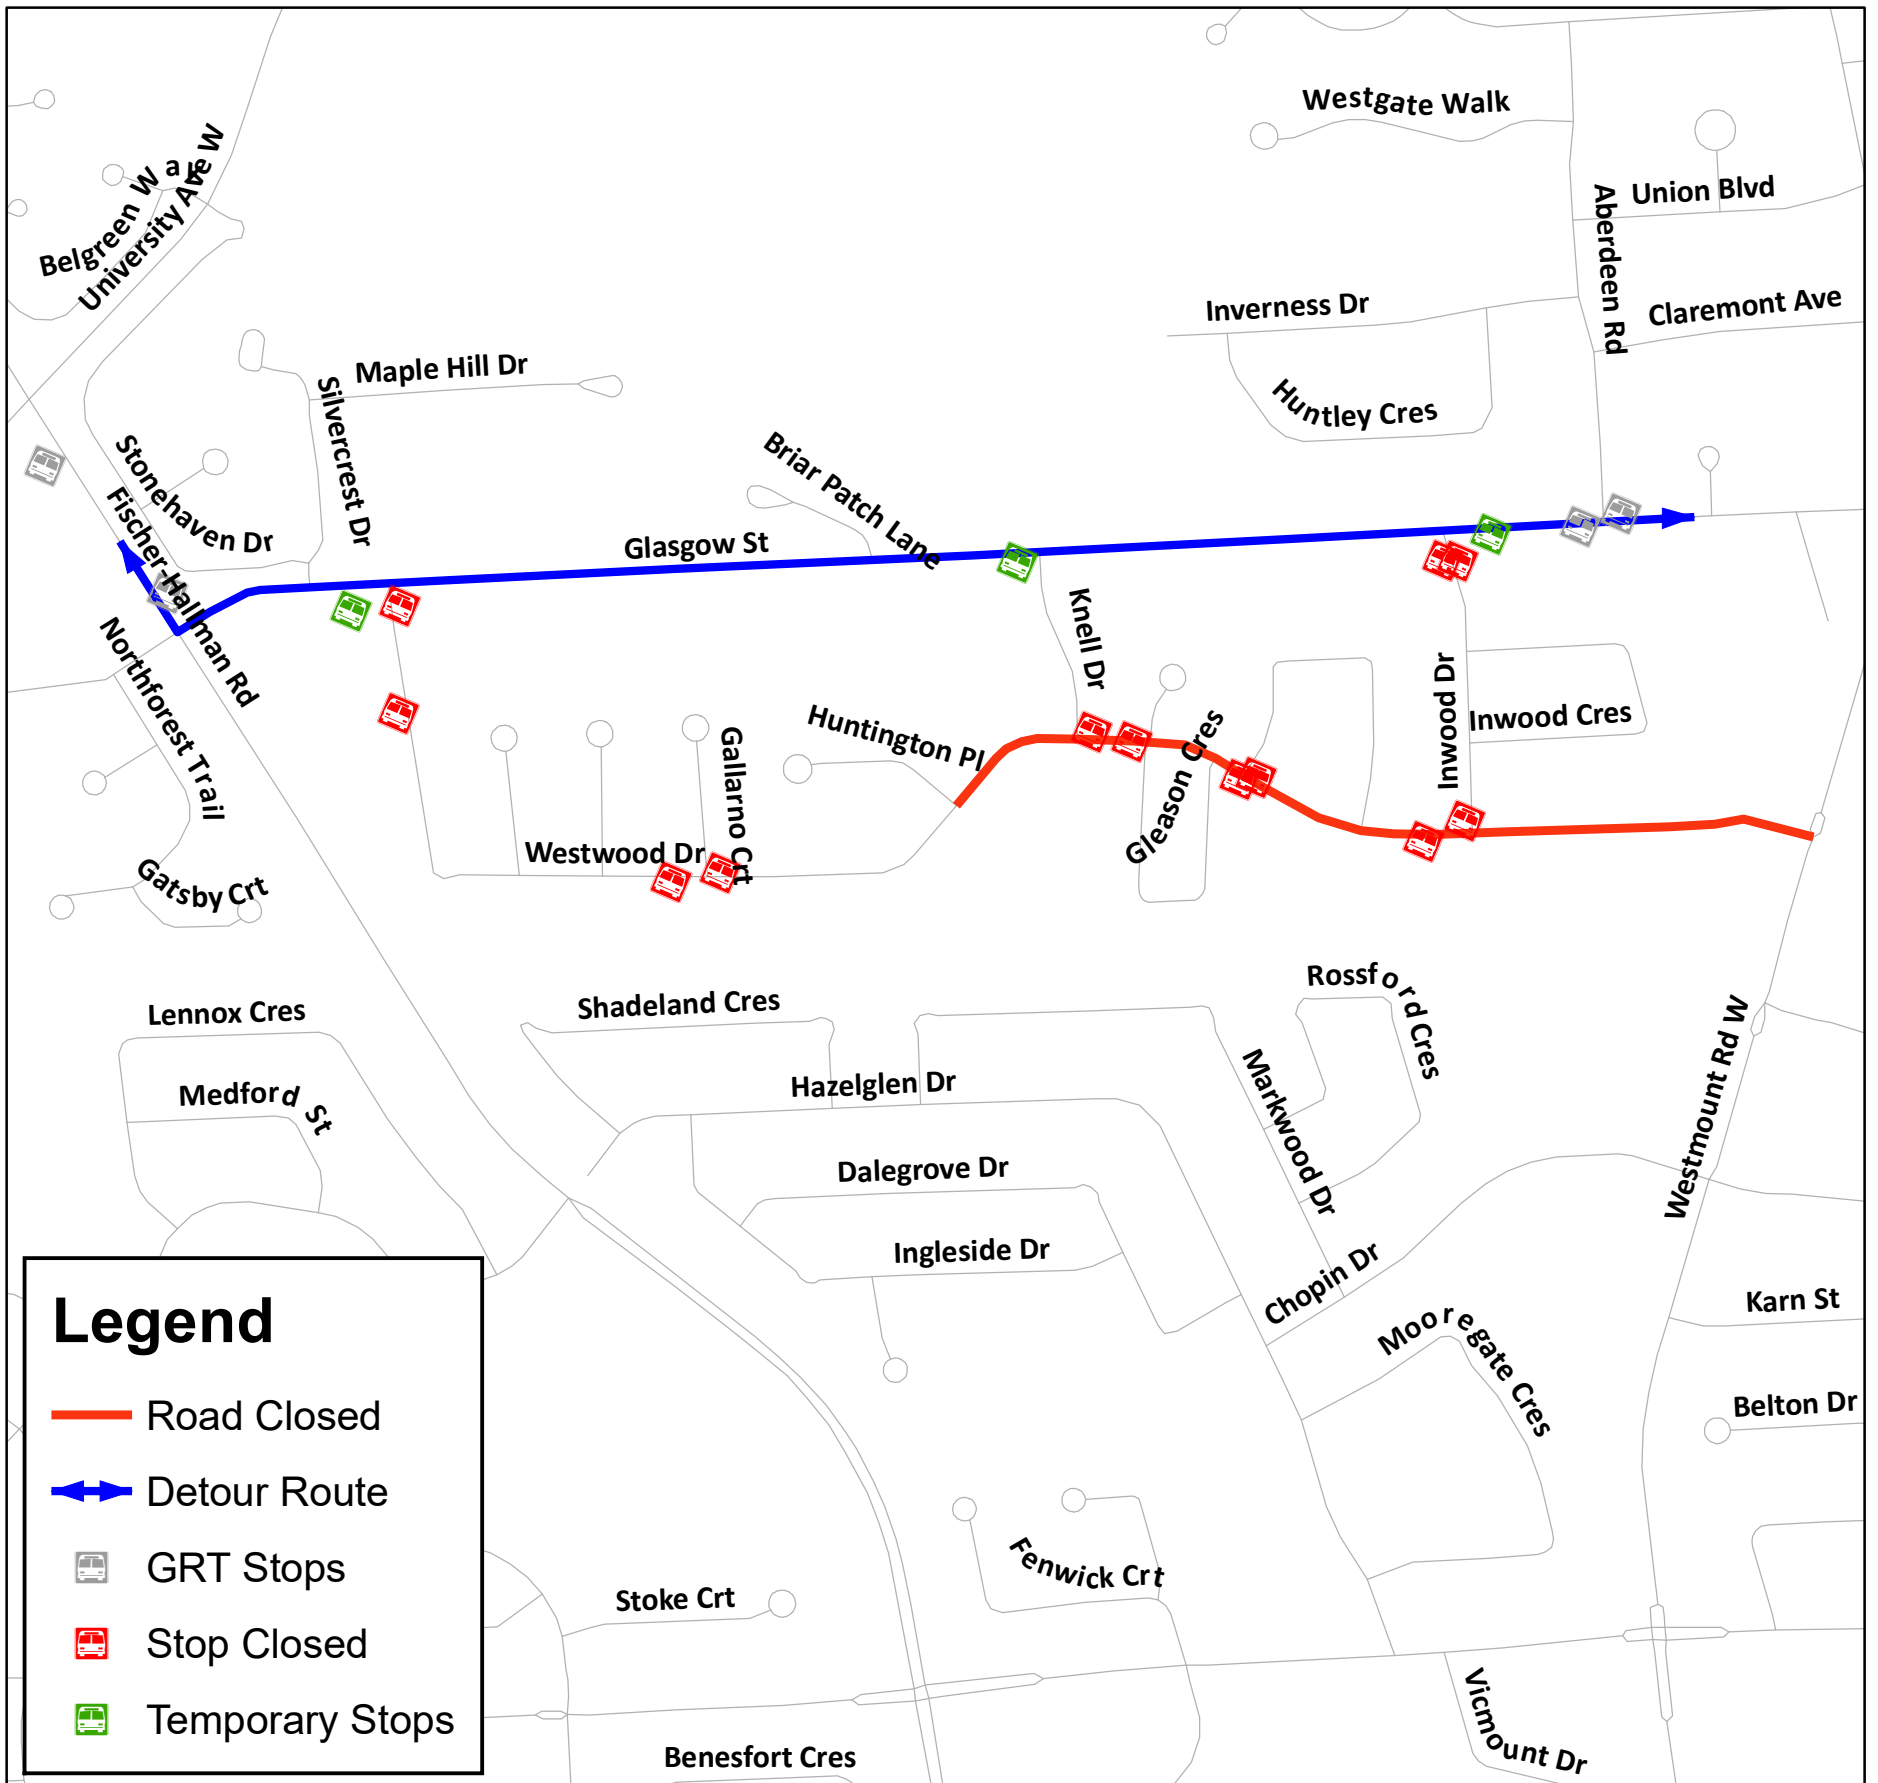 Westgate Walk
Union Blvd
Belgreen Way
University Ave W
Aberdeen Rd
Inverness Dr
Claremont Ave
Maple Hill Dr
Silvercrest Dr
Huntley Cres
Stonehaven Dr
Briar Patch Lane
Fischer-Hallman Rd
Glasgow St
Knell Dr
Northforest Trail
Inwood Dr
Inwood Cres
Huntington Pl
Gallarno Crt
Gleason Cres
Westwood Dr
Gatsby Crt
Rossford Cres
Lennox Cres
Shadeland Cres
Westmount Rd W
Medford St
Hazelglen Dr
Markwood Dr
Dalegrove Dr
Ingleside Dr
Chopin Dr
Karn St
Mooregate Cres
Belton Dr
Legend
Road Closed
Detour Route
GRT Stops
Stop Closed
Temporary Stops
Fenwick Crt
Stoke Crt
Vicmount Dr
Benesfort Cres